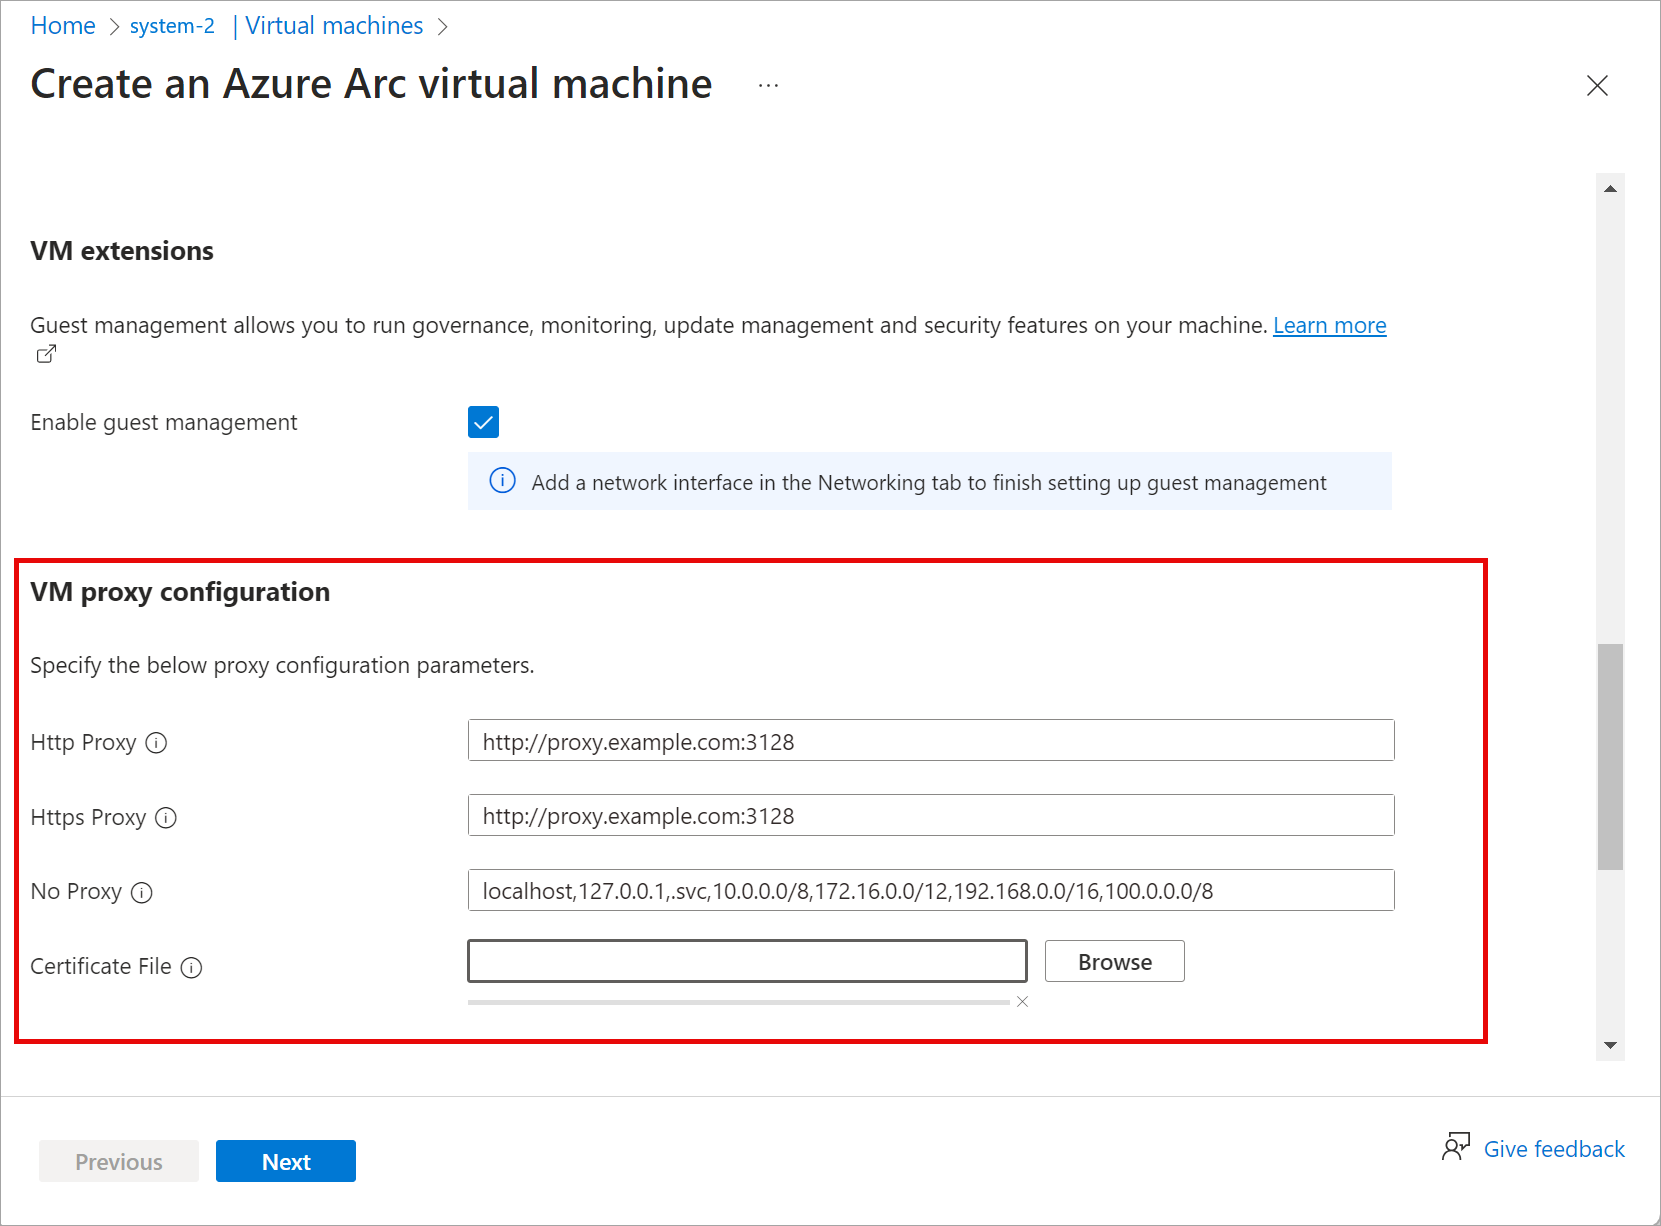 Home > system-2 | Virtual machines >
Create an Azure Arc virtual machine ...
VM extensions
Guest management allows you to run governance, monitoring, update management and security features on your machine. Learn more
Enable guest management
Add a network interface in the Networking tab to finish setting up guest management
VM proxy configuration
Specify the below proxy configuration parameters.
Http Proxy
http://proxy.example.com:3128
Https Proxy
http://proxy.example.com:3128
No Proxy
localhost,127.0.0.1,.svc,10.0.0.0/8,172.16.0.0/12,192.168.0.0/16,100.0.0.0/8
Certificate File
Browse
Previous
Next
Give feedback